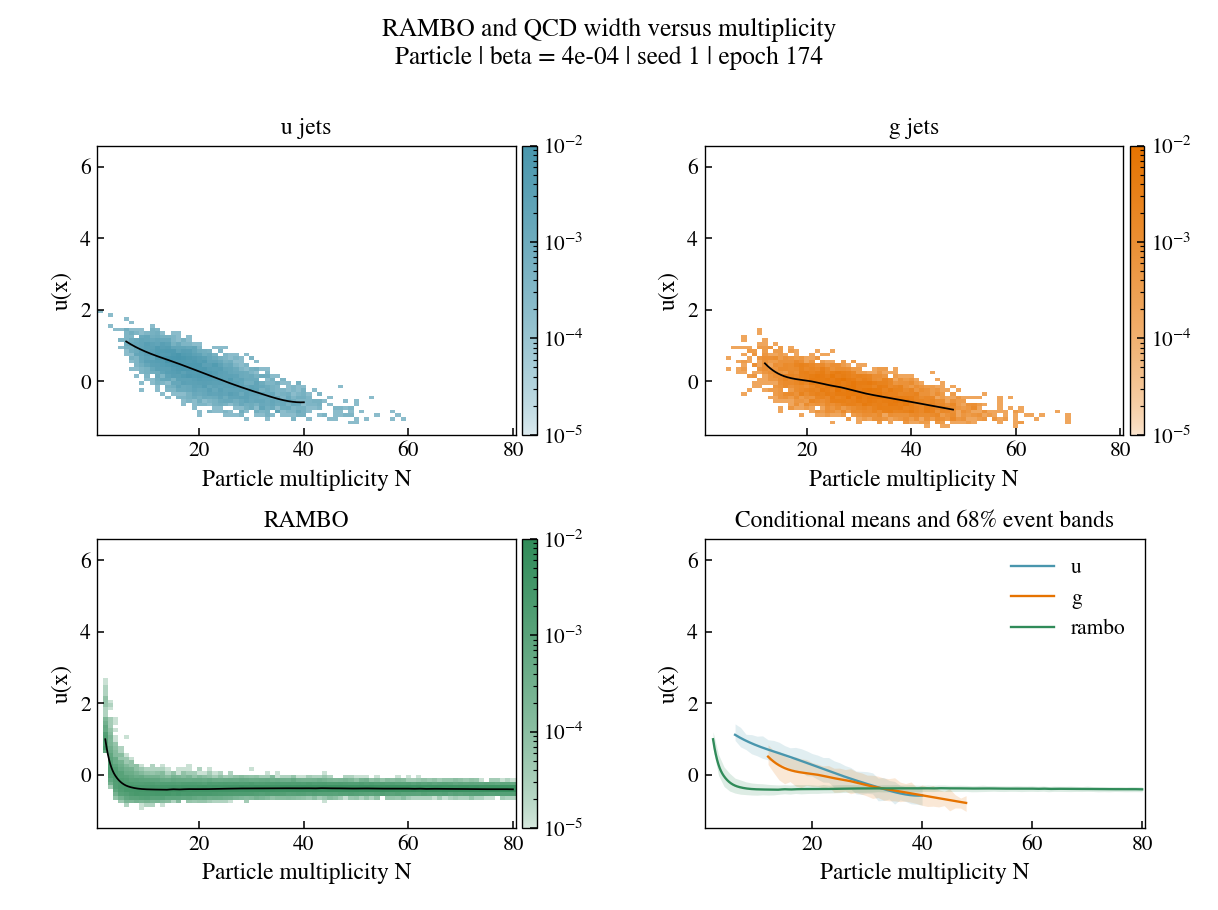 RAMBO and QCD width versus multiplicity
Particle | beta = 4e-04 | seed 1 | epoch 174
u jets
g jets
6
4
2
0
u(x)
20
40
60
80
Particle multiplicity N
10⁻²
10⁻³
10⁻⁴
10⁻⁵
6
4
2
0
u(x)
20
40
60
80
Particle multiplicity N
10⁻²
10⁻³
10⁻⁴
10⁻⁵
RAMBO
Conditional means and 68% event bands
6
4
2
0
u(x)
20
40
60
80
Particle multiplicity N
10⁻²
10⁻³
10⁻⁴
10⁻⁵
6
4
2
0
u(x)
u
g
rambo
20
40
60
80
Particle multiplicity N